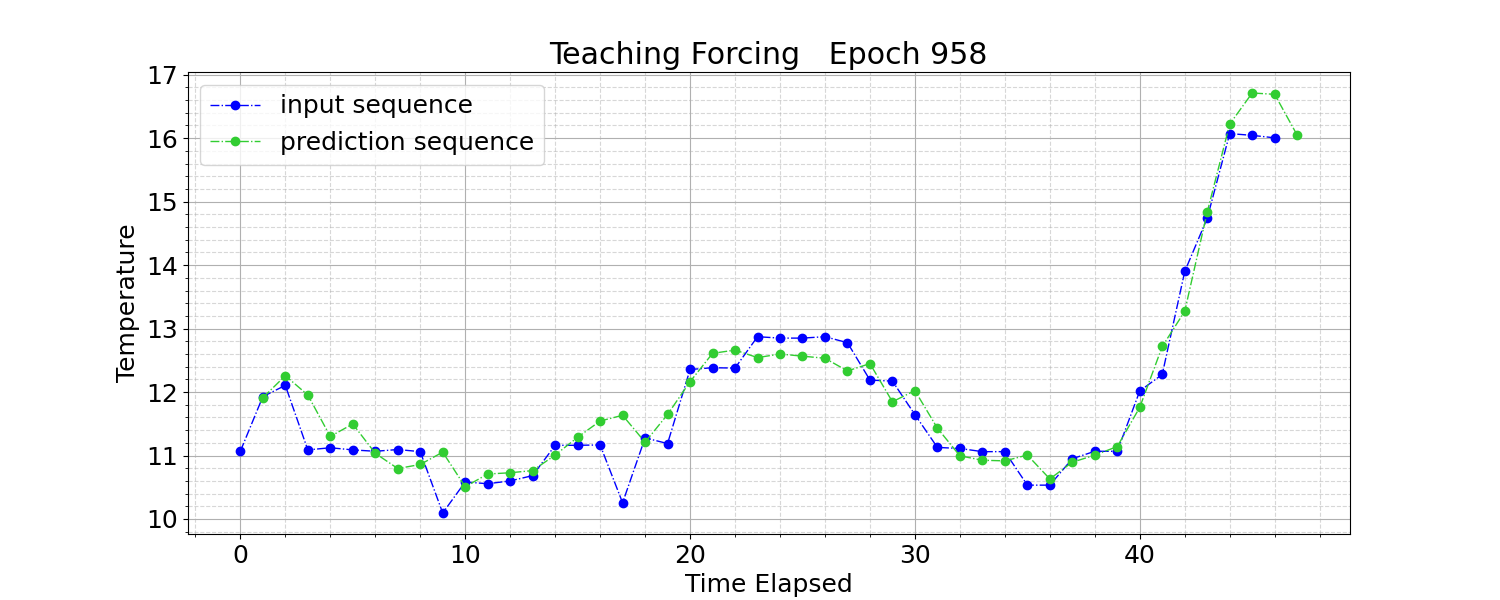 Teaching Forcing   Epoch 958
input sequence
prediction sequence
Temperature
17
16
15
14
13
12
11
10
0 10 20 30 40
Time Elapsed